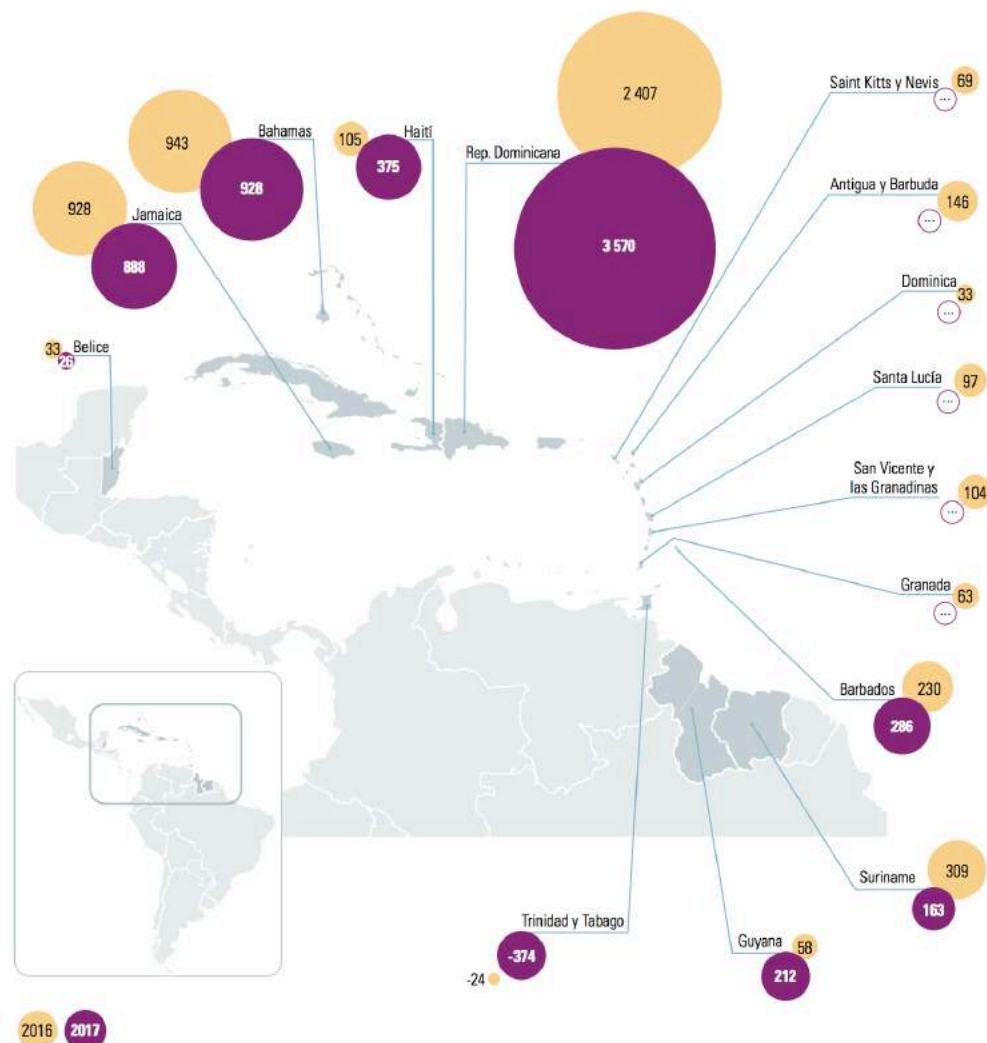 2 407
Rep. Dominicana
3 570
Saint Kitts y Nevis
69
...
943
Bahamas
928
105
Haití
375
928
Jamaica
888
Antigua y Barbuda
146
...
Dominica
33
...
33
Belice
26
Santa Lucía
97
...
San Vicente y
las Granadinas
104
...
Granada
63
...
Barbados
230
286
Suriname
309
163
Trinidad y Tabago
-374
-24
Guyana
58
212
2016
2017